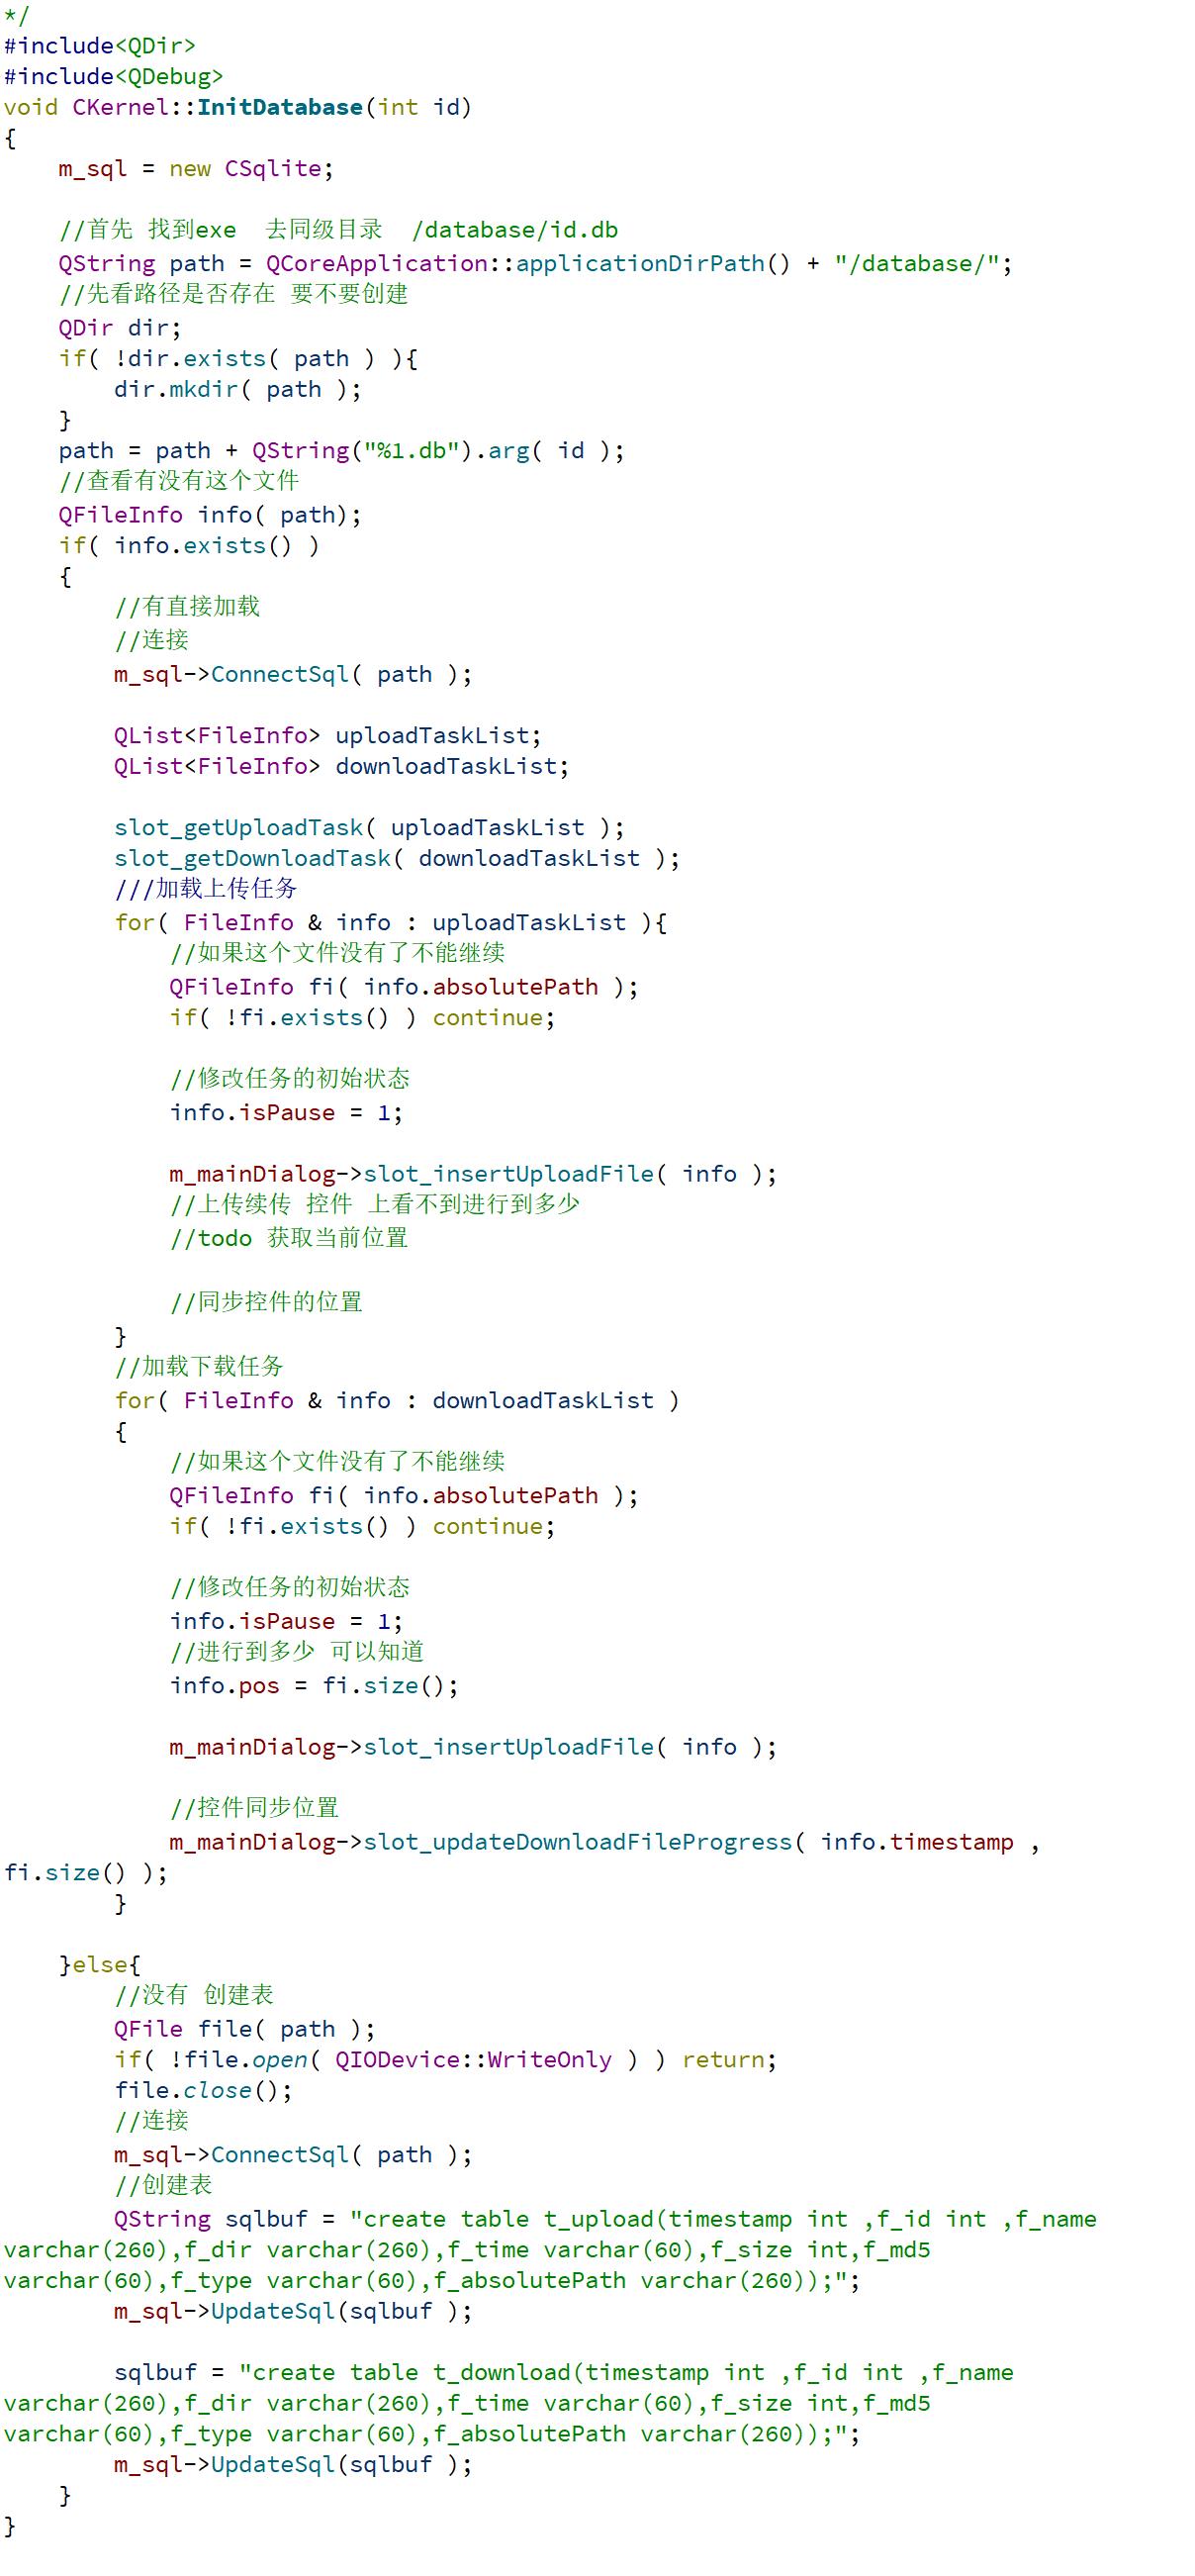 */
#include<QDir>
#include<QDebug>
void CKernel::InitDatabase(int id)
{
    m_sql = new CSqlite;

    //首先 找到exe  去同级目录  /database/id.db
    QString path = QCoreApplication::applicationDirPath() + "/database/";
    //先看路径是否存在 要不要创建
    QDir dir;
    if( !dir.exists( path ) ){
        dir.mkdir( path );
    }
    path = path + QString("%1.db").arg( id );
    //查看有没有这个文件
    QFileInfo info( path);
    if( info.exists() )
    {
        //有直接加载
        //连接
        m_sql->ConnectSql( path );

        QList<FileInfo> uploadTaskList;
        QList<FileInfo> downloadTaskList;

        slot_getUploadTask( uploadTaskList );
        slot_getDownloadTask( downloadTaskList );
        ///加载上传任务
        for( FileInfo & info : uploadTaskList ){
            //如果这个文件没有了不能继续
            QFileInfo fi( info.absolutePath );
            if( !fi.exists() ) continue;

            //修改任务的初始状态
            info.isPause = 1;

            m_mainDialog->slot_insertUploadFile( info );
            //上传续传 控件 上看不到进行到多少
            //todo 获取当前位置

            //同步控件的位置
        }
        //加载下载任务
        for( FileInfo & info : downloadTaskList )
        {
            //如果这个文件没有了不能继续
            QFileInfo fi( info.absolutePath );
            if( !fi.exists() ) continue;

            //修改任务的初始状态
            info.isPause = 1;
            //进行到多少 可以知道
            info.pos = fi.size();

            m_mainDialog->slot_insertUploadFile( info );

            //控件同步位置
            m_mainDialog->slot_updateDownloadFileProgress( info.timestamp ,
fi.size() );
        }

    }else{
        //没有 创建表
        QFile file( path );
        if( !file.open( QIODevice::WriteOnly ) ) return;
        file.close();
        //连接
        m_sql->ConnectSql( path );
        //创建表
        QString sqlbuf = "create table t_upload(timestamp int ,f_id int ,f_name
varchar(260),f_dir varchar(260),f_time varchar(60),f_size int,f_md5
varchar(60),f_type varchar(60),f_absolutePath varchar(260));";
        m_sql->UpdateSql(sqlbuf );

        sqlbuf = "create table t_download(timestamp int ,f_id int ,f_name
varchar(260),f_dir varchar(260),f_time varchar(60),f_size int,f_md5
varchar(60),f_type varchar(60),f_absolutePath varchar(260));";
        m_sql->UpdateSql(sqlbuf );
    }
}